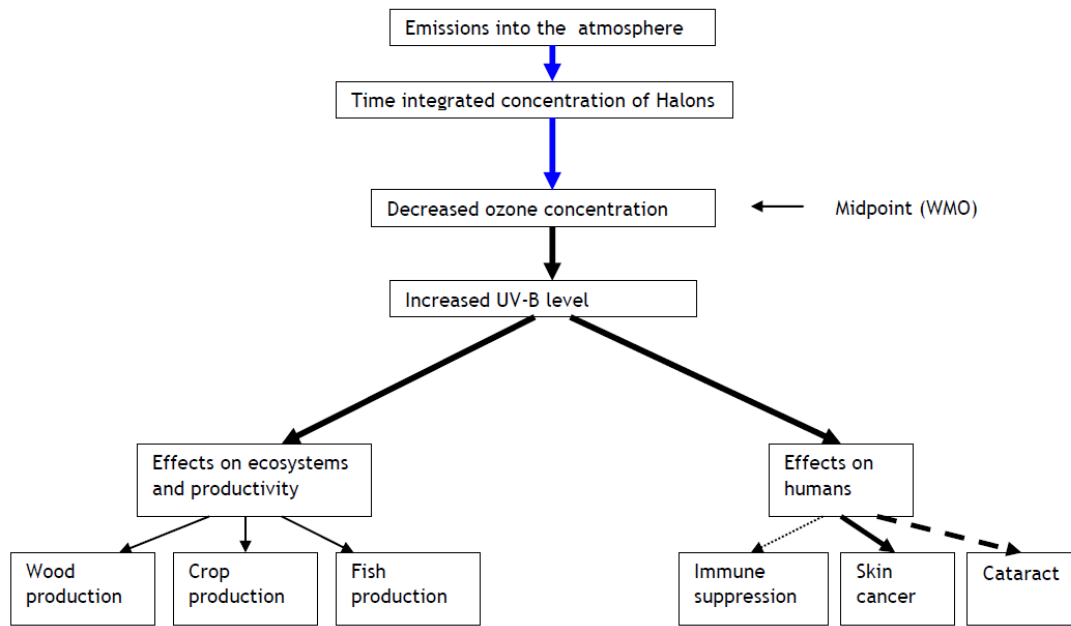 Emissions into the atmosphere
Time integrated concentration of Halons
Decreased ozone concentration
Midpoint (WMO)
Increased UV-B level
Effects on ecosystems
and productivity
Effects on
humans
Wood
production
Crop
production
Fish
production
Immune
suppression
Skin
cancer
Cataract